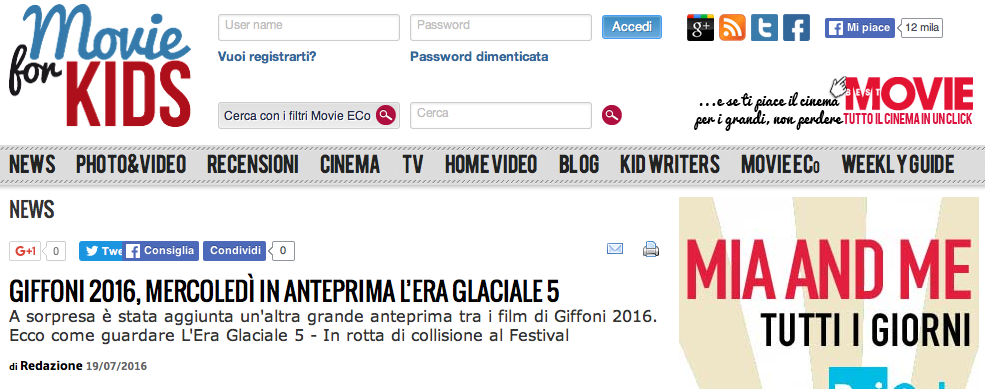 Movie
for
KIDS
User name
Password
Accedi
Vuoi registrarti?
Password dimenticata
g+
Mi piace
12 mila
Cerca con i filtri Movie ECo
Cerca
...e se ti piace il cinema
per i grandi, non perdere
BEST
MOVIE
TUTTO IL CINEMA IN UN CLICK
NEWS PHOTO&VIDEO RECENSIONI CINEMA TV HOMEVIDEO BLOG KID WRITERS MOVIE ECo WEEKLY GUIDE
NEWS
G+1 0 Twe Consiglia Condividi 0
GIFFONI 2016, MERCOLEDÌ IN ANTEPRIMA L'ERA GLACIALE 5
A sorpresa è stata aggiunta un'altra grande anteprima tra i film di Giffoni 2016.
Ecco come guardare L'Era Glaciale 5 - In rotta di collisione al Festival
di Redazione 19/07/2016
MIA AND ME
TUTTI I GIORNI